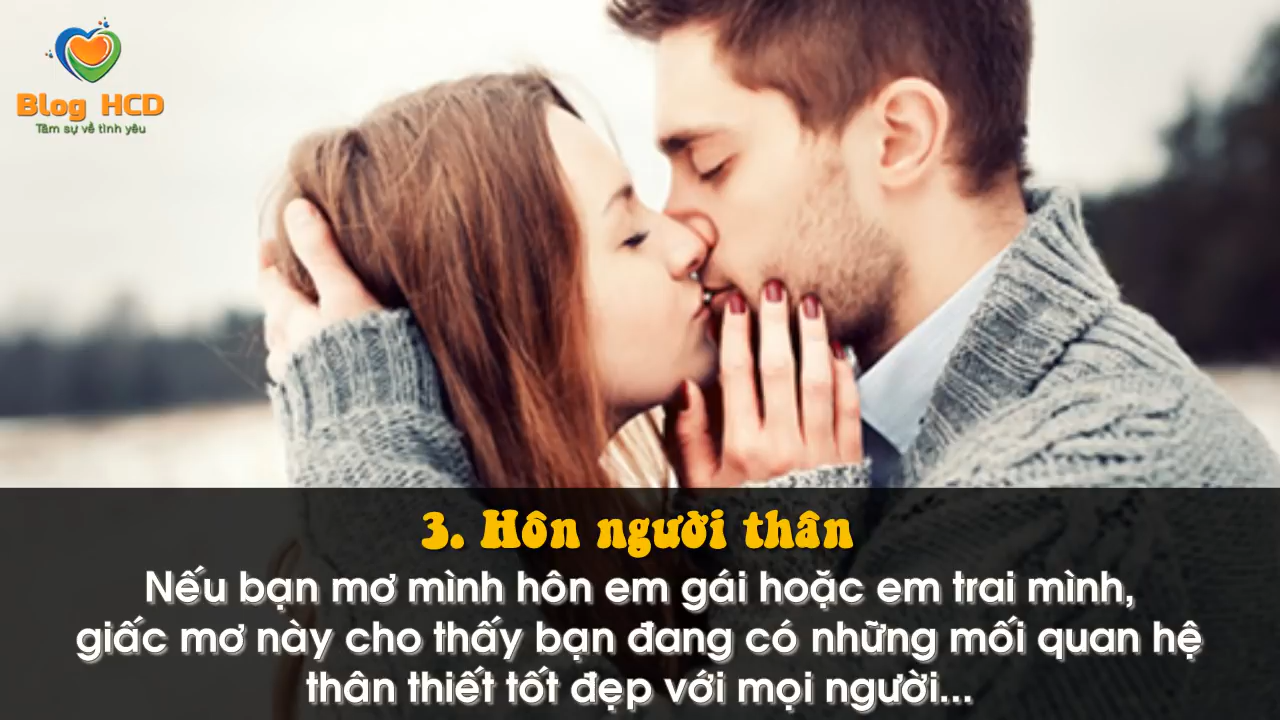 Blog HCD
Tâm sự về tình yêu
3. Hôn người thân
Nếu bạn mơ mình hôn em gái hoặc em trai mình,
giấc mơ này cho thấy bạn đang có những mối quan hệ
thân thiết tốt đẹp với mọi người...